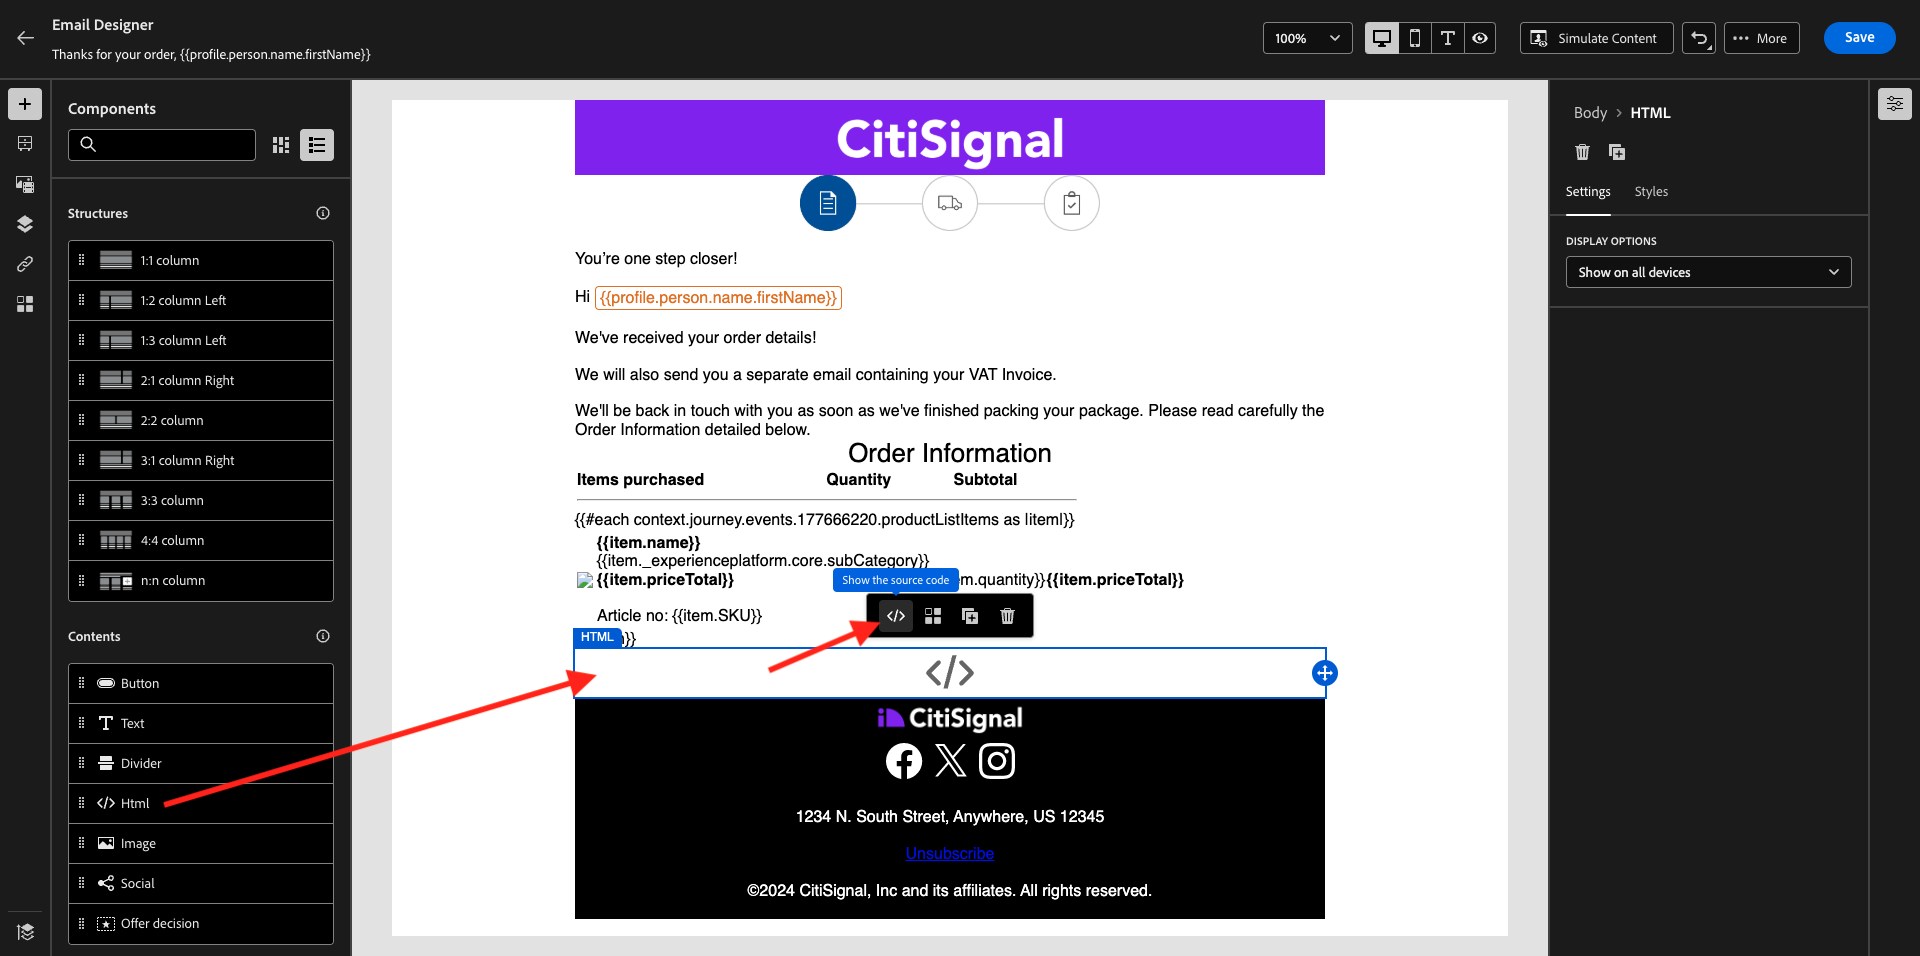 Email Designer
Thanks for your order, {{profile.person.name.firstName}}
100%
Simulate Content
More
Save
Components
Structures
1:1 column
1:2 column Left
1:3 column Left
2:1 column Right
2:2 column
3:1 column Right
3:3 column
4:4 column
n:n column
Contents
Button
Text
Divider
Html
Image
Social
Offer decision
CitiSignal
You're one step closer!
Hi {{profile.person.name.firstName}}
We've received your order details!
We will also send you a separate email containing your VAT Invoice.
We'll be back in touch with you as soon as we've finished packing your package. Please read carefully the
Order Information detailed below.
Order Information
Items purchased Quantity Subtotal
{{#each context.journey.events.177666220.productListItems as |item|}}
{{item.name}}
{{item._experienceplatform.core.subCategory}}
{{item.priceTotal}} Show the source code m.quantity}}{{item.priceTotal}}
Article no: {{item.SKU}}
HTML
}}
CitiSignal
1234 N. South Street, Anywhere, US 12345
Unsubscribe
©2024 CitiSignal, Inc and its affiliates. All rights reserved.
Body > HTML
Settings Styles
DISPLAY OPTIONS
Show on all devices